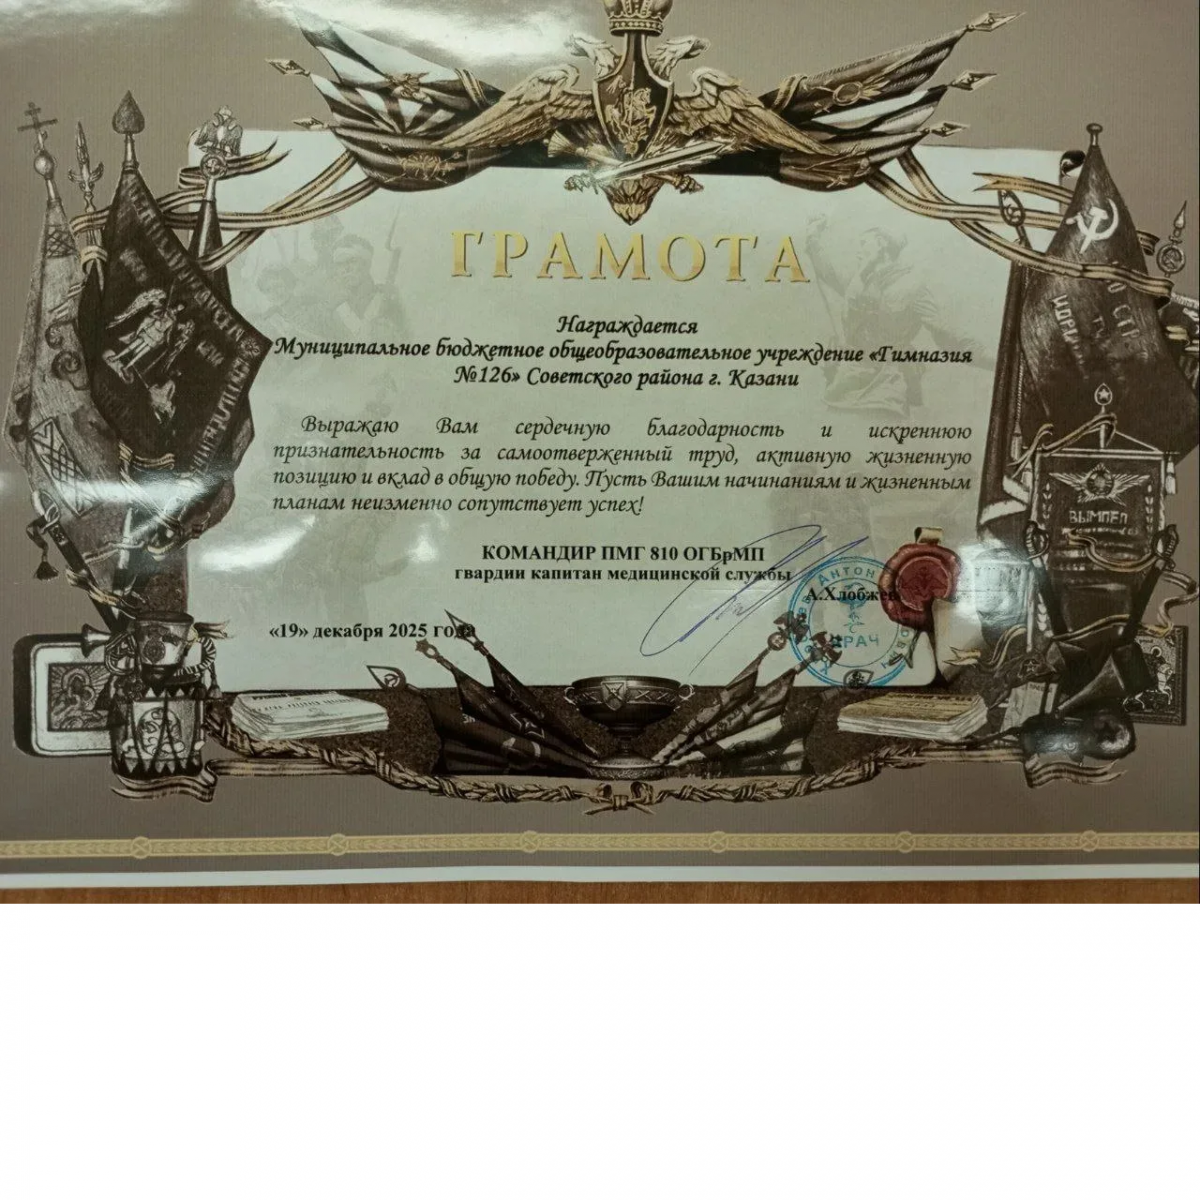 ГРАМОТА
Награждается
Муниципальное бюджетное общеобразовательное учреждение «Гимназия
№126» Советского района г. Казани
Выражаю Вам сердечную благодарность и искреннюю
признательность за самоотверженный труд, активную жизненную
позицию и вклад в общую победу. Пусть Вашим начинаниям и жизненным
планам неизменно сопутствует успех!
КОМАНДИР ПМГ 810 ОГБрМП
гвардии капитан медицинской службы
«19» декабря 2025 года
ВРАЧ
ВЫМПЕЛ